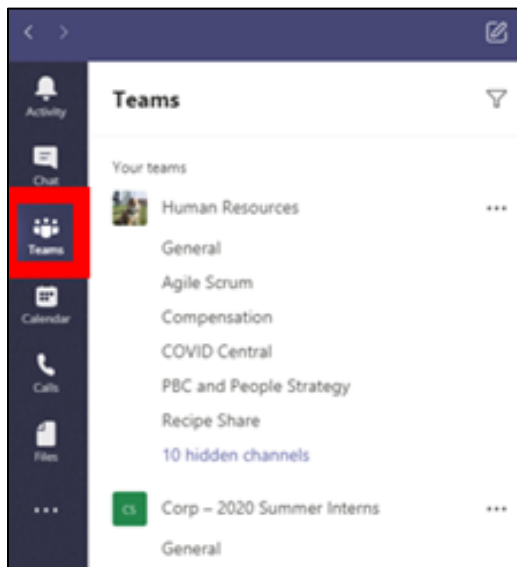 Teams
Your teams
Human Resources
General
Agile Scrum
Compensation
COVID Central
PBC and People Strategy
Recipe Share
10 hidden channels
CS
Corp – 2020 Summer Interns
General
Activity
Chat
Teams
Calendar
Calls
Files